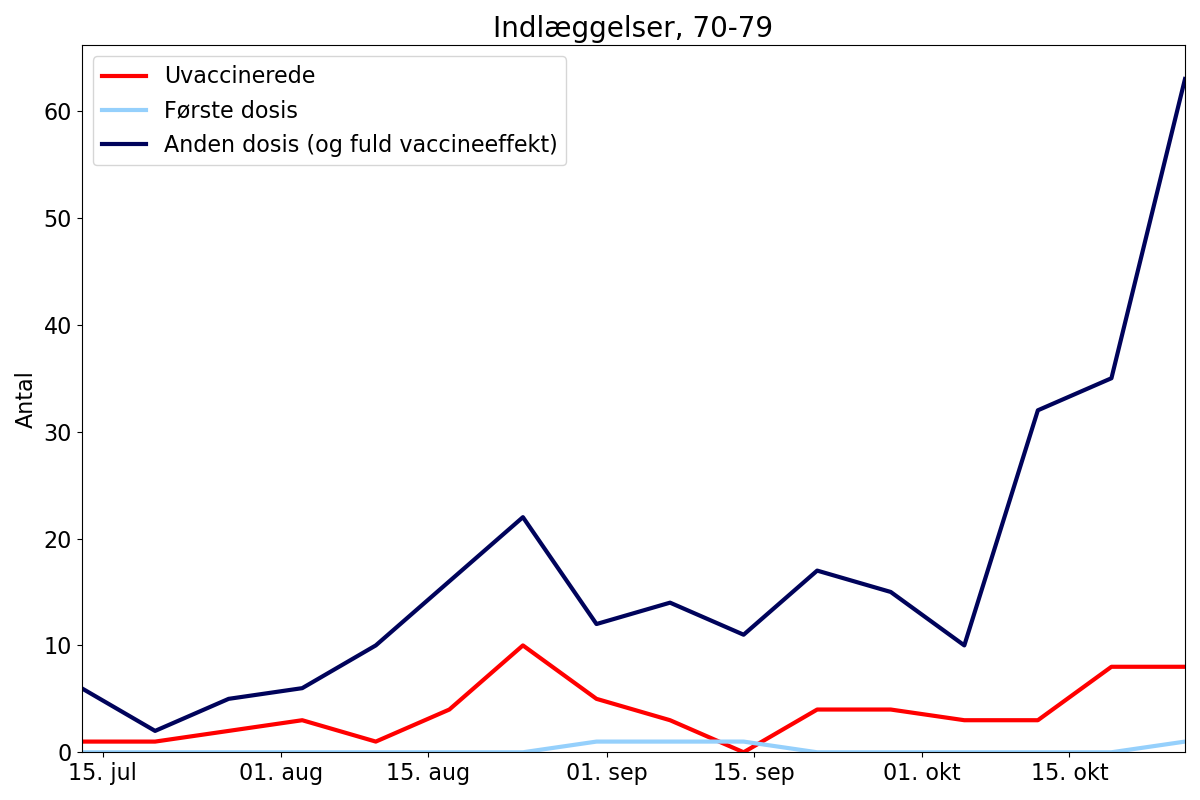 Indlæggelser, 70-79
Uvaccinerede
Første dosis
Anden dosis (og fuld vaccineeffekt)
Antal
60
50
40
30
20
10
0
15. jul
01. aug
15. aug
01. sep
15. sep
01. okt
15. okt